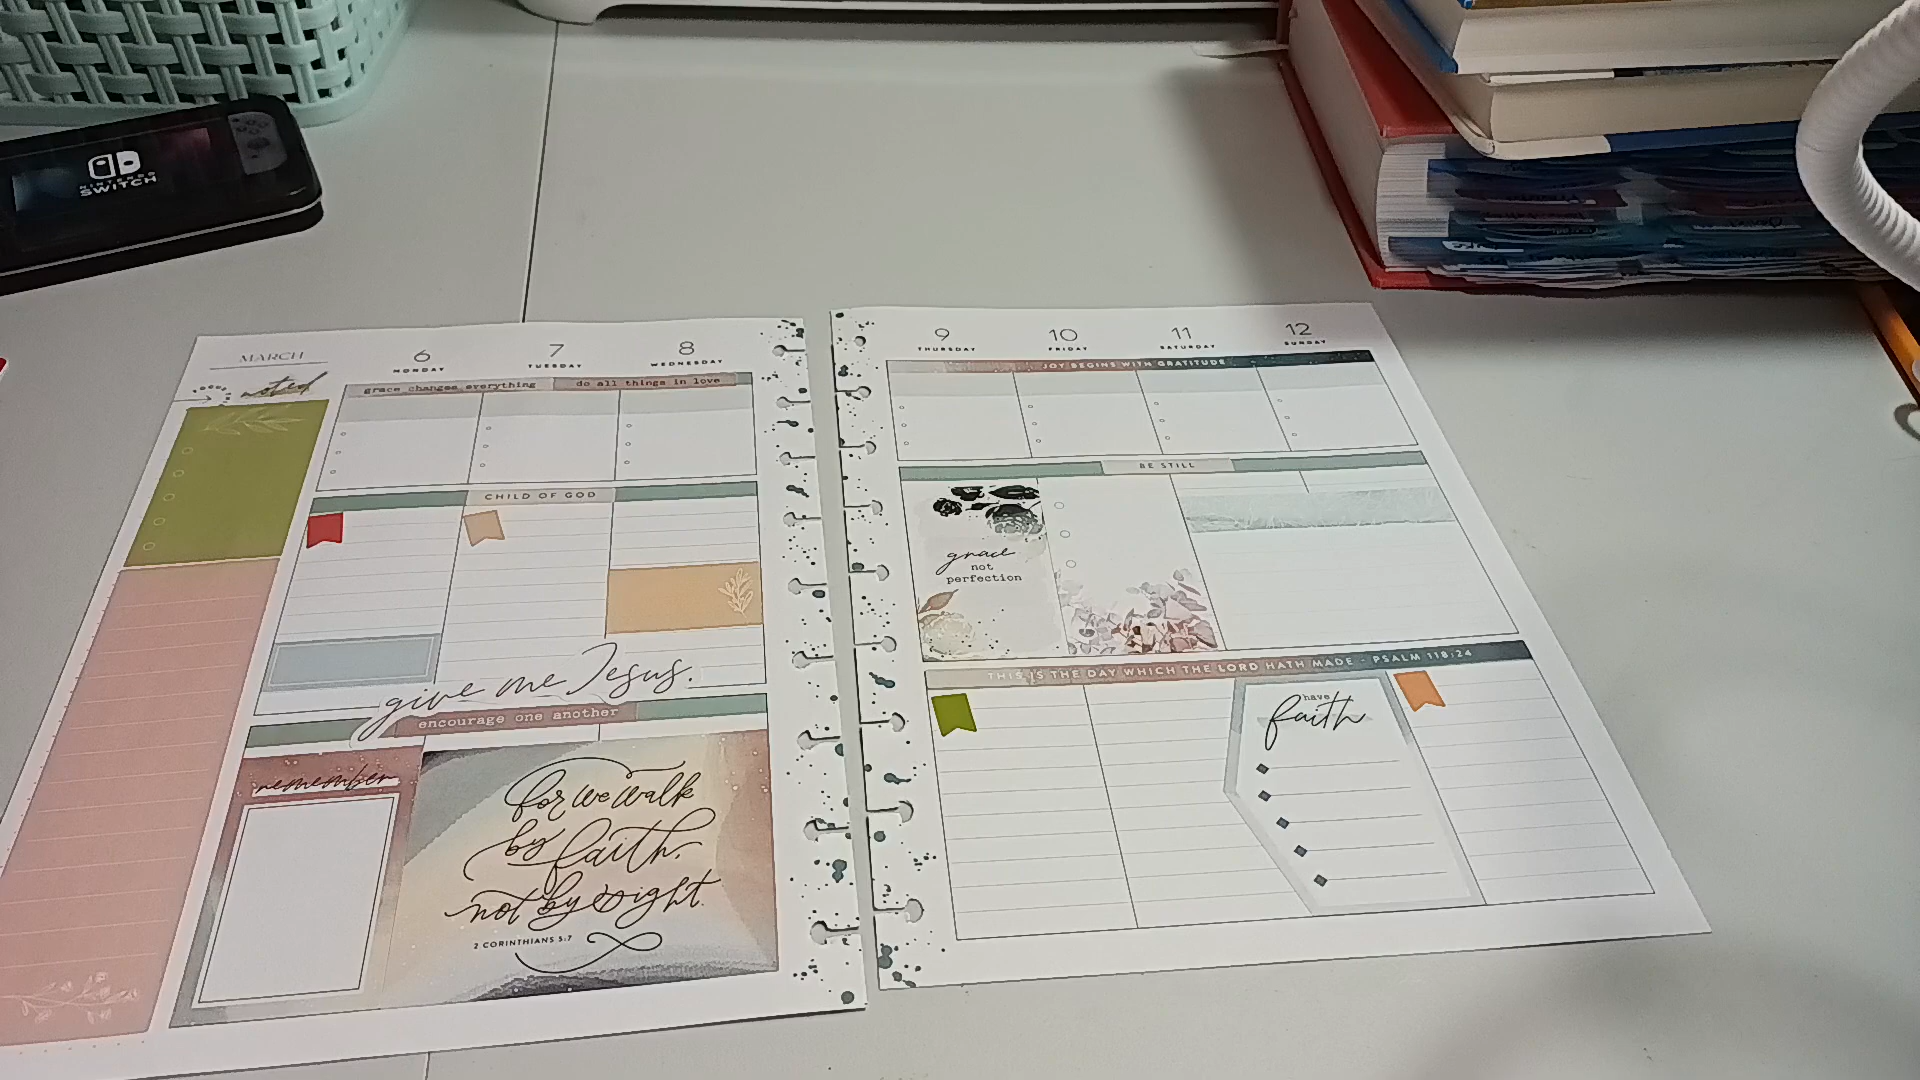 NINTENDO
SWITCH
MARCH
6
MONDAY
7
TUESDAY
8
WEDNESDAY
noted
grace changes everything
do all things in love
CHILD OF GOD
give me Jesus.
encourage one another
remember
for we walk
by faith,
not by sight.
2 CORINTHIANS 5:7
9
THURSDAY
10
FRIDAY
11
SATURDAY
12
SUNDAY
JOY BEGINS WITH GRATITUDE
BE STILL
grace
not
perfection
THIS IS THE DAY WHICH THE LORD HATH MADE - PSALM 118:24
have
faith